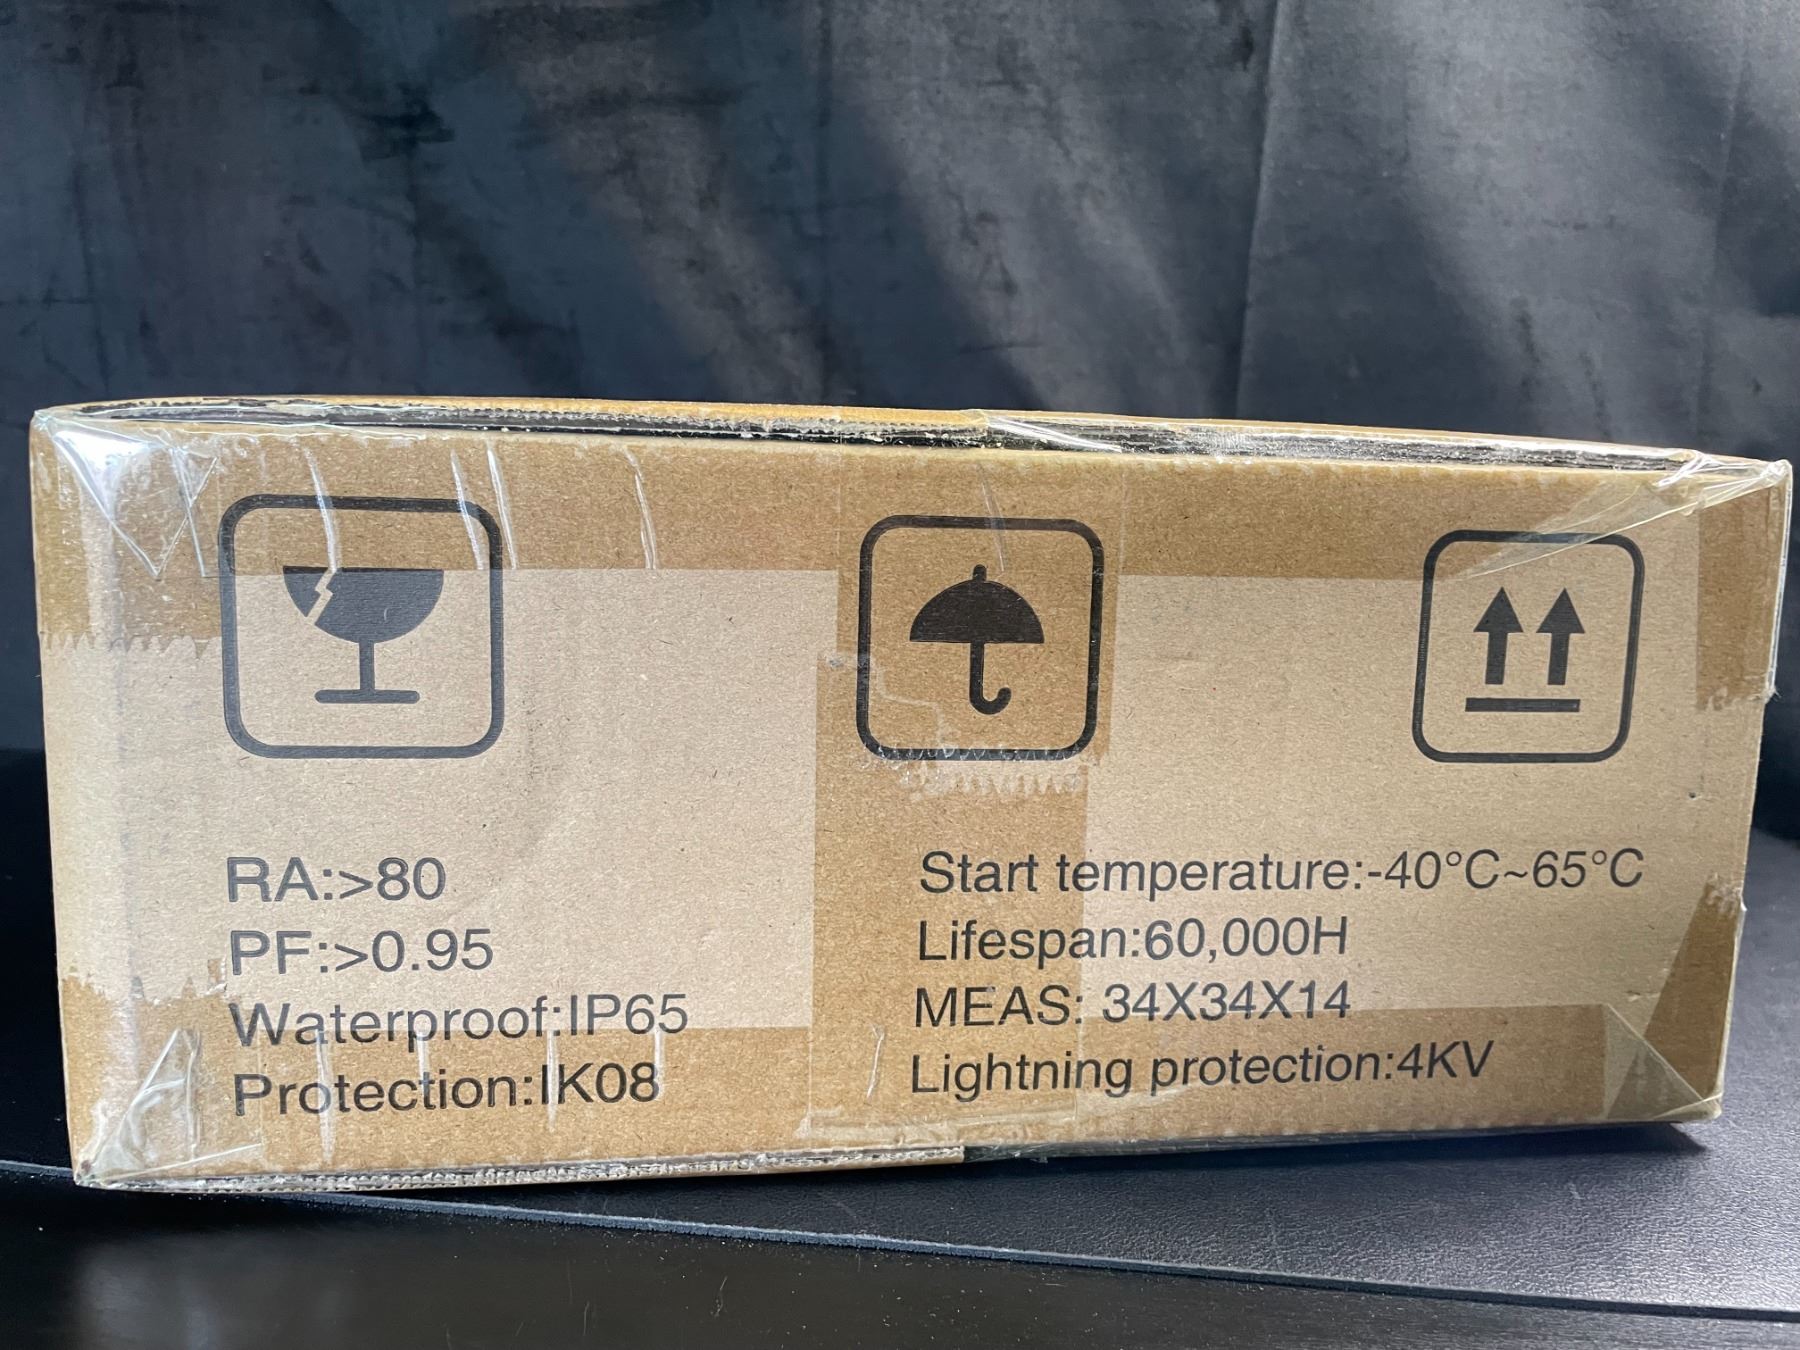 RA:>80
PF:>0.95
Waterproof:IP65
Protection:IK08
Start temperature:-40°C~65°C
Lifespan:60,000H
MEAS: 34X34X14
Lightning protection:4KV